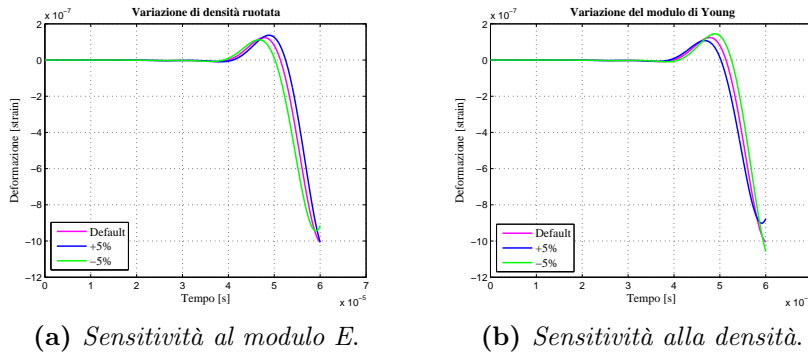 x 10⁻⁷
Variazione di densità ruotata
2
0
−2
−4
−6
−8
−10
−12
Deformazione [strain]
Default
+5%
−5%
0
1
2
3
4
5
6
7
Tempo [s]
x 10⁻⁵
x 10⁻⁷
Variazione del modulo di Young
2
0
−2
−4
−6
−8
−10
−12
Deformazione [strain]
Default
+5%
−5%
0
1
2
3
4
5
6
Tempo [s]
x 10
(a) Sensitività al modulo E.
(b) Sensitività alla densità.